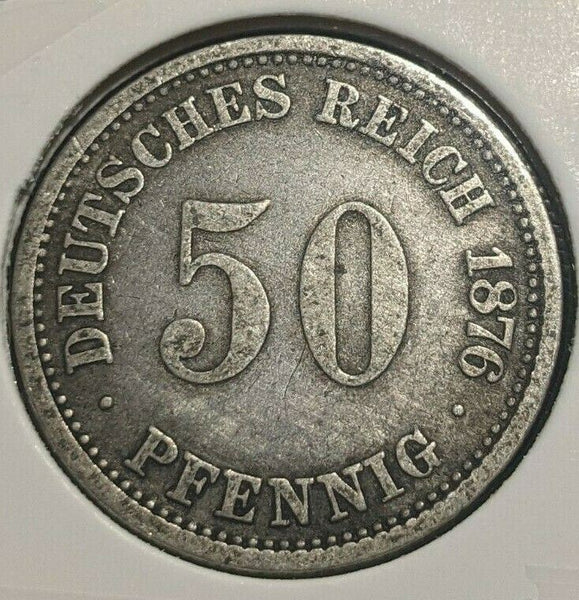 DEUTSCHES REICH 1876
50
PFENNIG